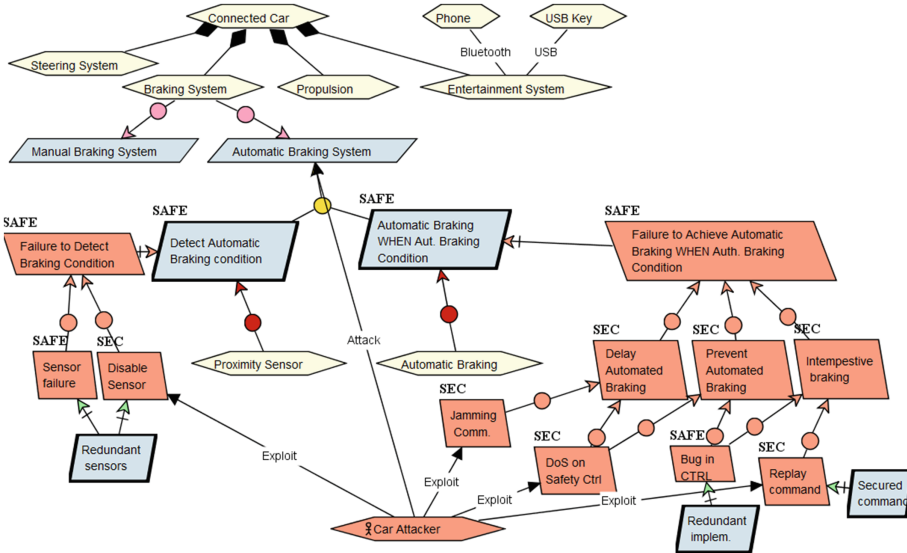 Connected Car
Phone
USB Key
Bluetooth
USB
Steering System
Braking System
Propulsion
Entertainment System
Manual Braking System
Automatic Braking System
SAFE
SAFE
SAFE
SAFE
Failure to Detect
Braking Condition
Detect Automatic
Braking condition
Automatic Braking
WHEN Aut. Braking
Condition
Failure to Achieve Automatic
Braking WHEN Auth. Braking
Condition
SAFE
SEC
Attack
SEC
SEC
SEC
Sensor
failure
Disable
Sensor
Proximity Sensor
Automatic Braking
Delay
Automated
Braking
Prevent
Automated
Braking
Intempestive
braking
SEC
Jamming
Comm.
SEC
SAFE
SEC
Redundant
sensors
Exploit
DoS on
Safety Ctrl
Bug in
CTRL
Replay
command
Secured
command
Exploit
Exploit
Exploit
Car Attacker
Redundant
implem.